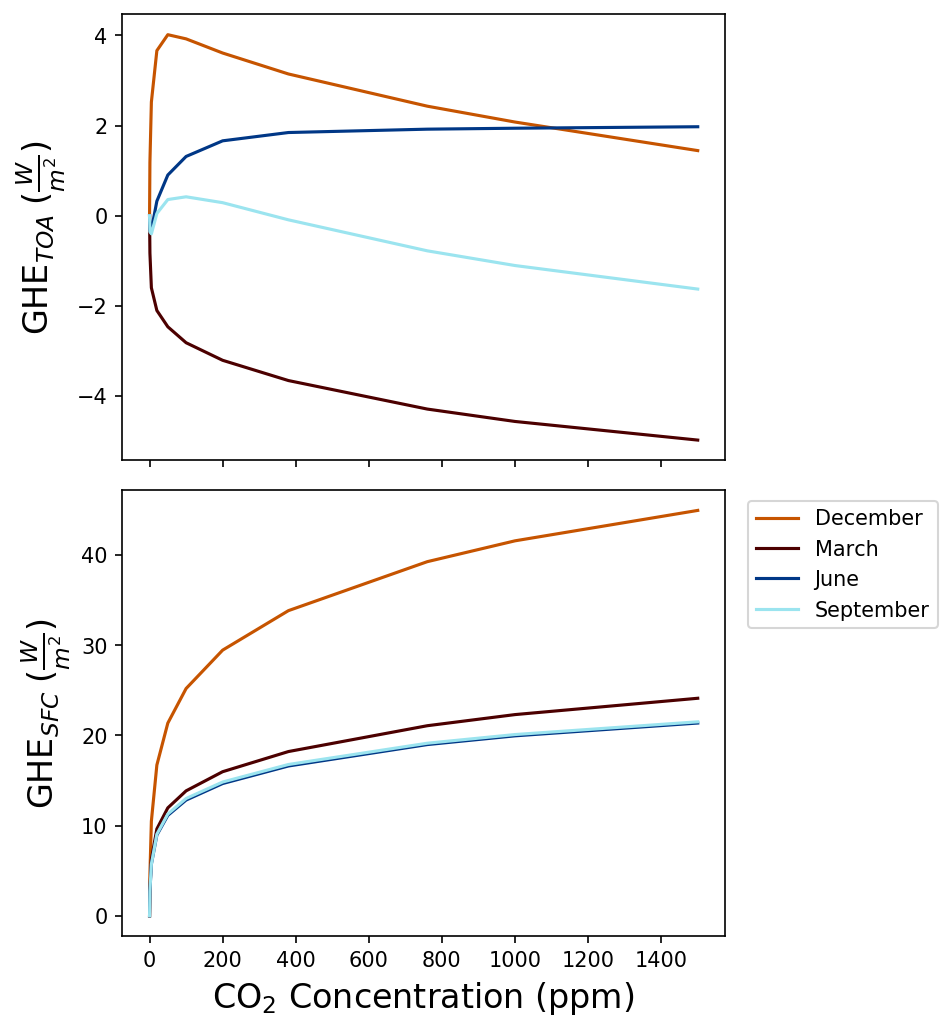 4
2
0
−2
−4
GHE_TOA (W/m²)
40
30
20
10
0
GHE_SFC (W/m²)
0 200 400 600 800 1000 1200 1400
CO₂ Concentration (ppm)
December
March
June
September